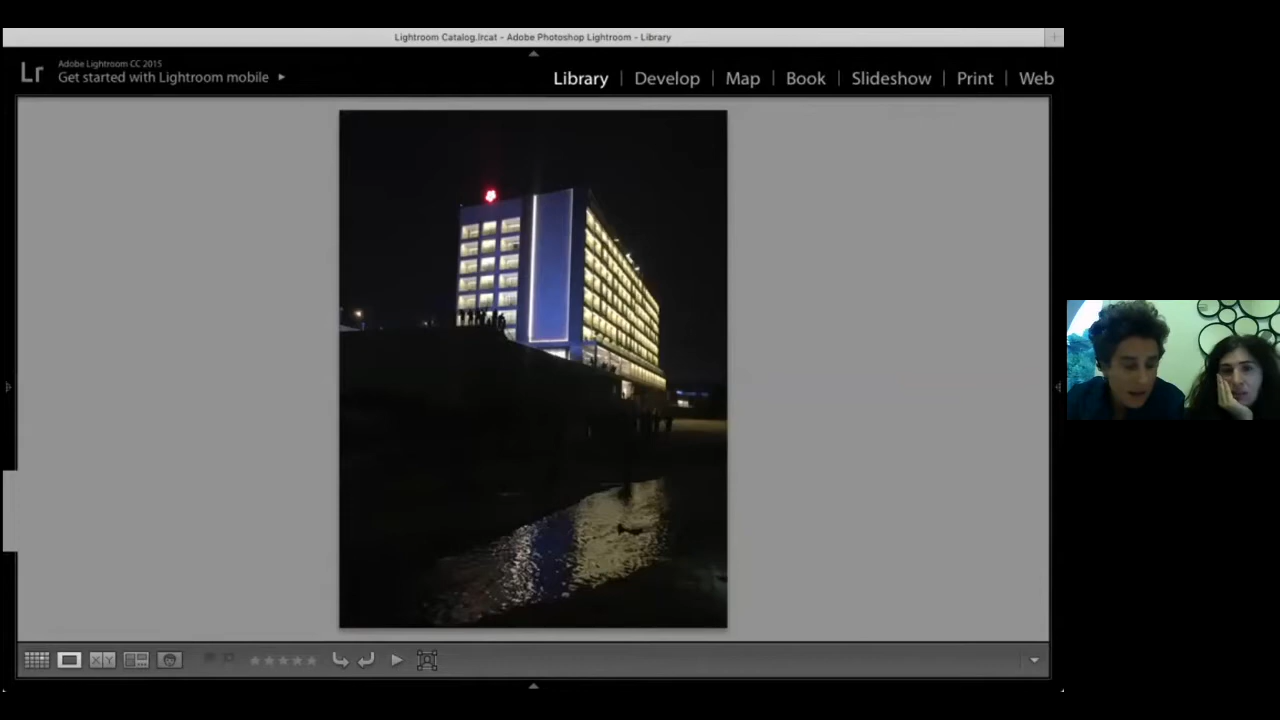 Lightroom Catalog.lrcat - Adobe Photoshop Lightroom - Library
Lr
Adobe Lightroom CC 2015
Get started with Lightroom mobile
Library | Develop | Map | Book | Slideshow | Print | Web
XY